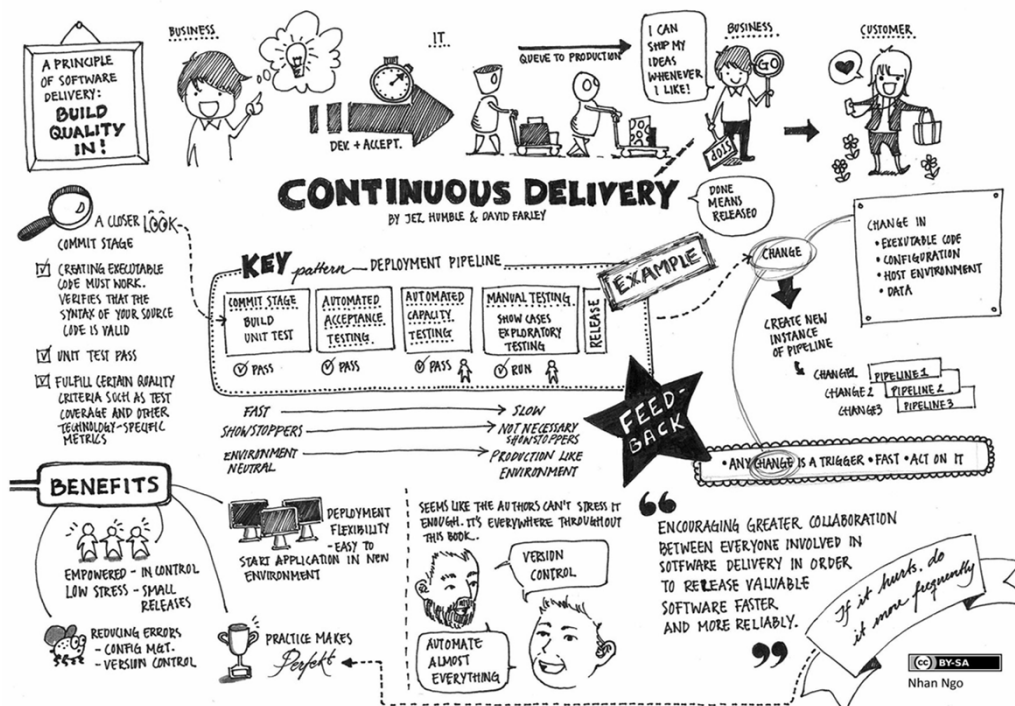 A PRINCIPLE
OF SOFTWARE
DELIVERY:
BUILD
QUALITY
IN!
BUSINESS
IT
DEV. + ACCEPT.
QUEUE TO PRODUCTION
I CAN
SHIP MY
IDEAS
WHENEVER
I LIKE!
BUSINESS
GO
STOP
CUSTOMER
CONTINUOUS DELIVERY
BY JEZ HUMBLE & DAVID FARLEY
DONE
MEANS
RELEASED
A CLOSER LOOK
COMMIT STAGE
CREATING EXECUTABLE
CODE MUST WORK.
VERIFIES THAT THE
SYNTAX OF YOUR SOURCE
CODE IS VALID
UNIT TEST PASS
FULFILL CERTAIN QUALITY
CRITERIA SUCH AS TEST
COVERAGE AND OTHER
TECHNOLOGY-SPECIFIC
METRICS
KEY pattern DEPLOYMENT PIPELINE
EXAMPLE
COMMIT STAGE
BUILD
UNIT TEST
PASS
AUTOMATED
ACCEPTANCE
TESTING
PASS
AUTOMATED
CAPACITY
TESTING
PASS
MANUAL TESTING
SHOW CASES
EXPLORATORY
TESTING
RUN
RELEASE
FAST
SLOW
SHOWSTOPPERS
NOT NECESSARY
SHOWSTOPPERS
ENVIRONMENT
NEUTRAL
PRODUCTION LIKE
ENVIRONMENT
FEED-
BACK
CHANGE
CHANGE IN
• EXEXUTABLE CODE
• CONFIGURATION
• HOST ENVIRONMENT
• DATA
CREATE NEW
INSTANCE
OF PIPELINE
CHANGE1 PIPELINE1
CHANGE2 PIPELINE2
CHANGE3 PIPELINE3
• ANY CHANGE IS A TRIGGER • FAST • ACT ON IT
BENEFITS
EMPOWERED - IN CONTROL
LOW STRESS - SMALL
RELEASES
REDUCING ERRORS
- CONFIG MGT.
- VERSION CONTROL
DEPLOYMENT
FLEXIBILITY
- EASY TO
START APPLICATION IN NEW
ENVIRONMENT
PRACTICE MAKES
Perfekt
SEEMS LIKE THE AUTHORS CAN'T STRESS IT
ENOUGH. IT'S EVERYWHERE THROUGHOUT
THIS BOOK..
VERSION
CONTROL
AUTOMATE
ALMOST
EVERYTHING
"
ENCOURAGING GREATER COLLABORATION
BETWEEN EVERYONE INVOLVED IN
SOFTWARE DELIVERY IN ORDER
TO RELEASE VALUABLE
SOFTWARE FASTER
AND MORE RELIABLY.
"
If it hurts, do
it more frequently
cc BY-SA
Nhan Ngo